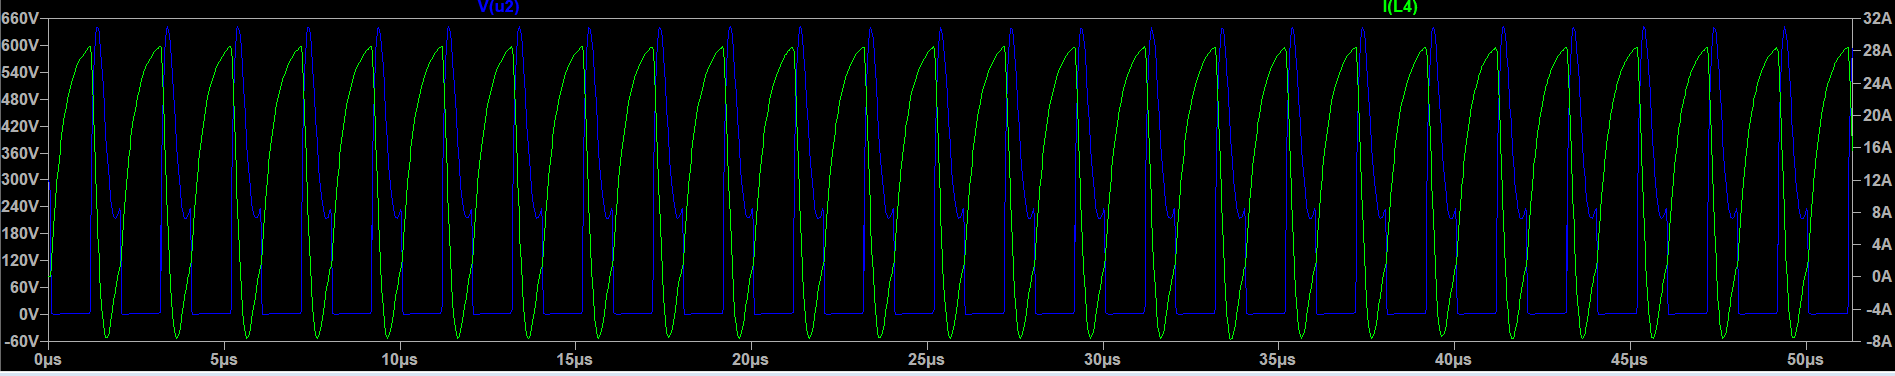 V(u2) I(L4)
660V 32A
600V 28A
540V 24A
480V 20A
420V 16A
360V 12A
300V 8A
240V 4A
180V 0A
120V -4A
60V -8A
0V
-60V
0µs 5µs 10µs 15µs 20µs 25µs 30µs 35µs 40µs 45µs 50µs